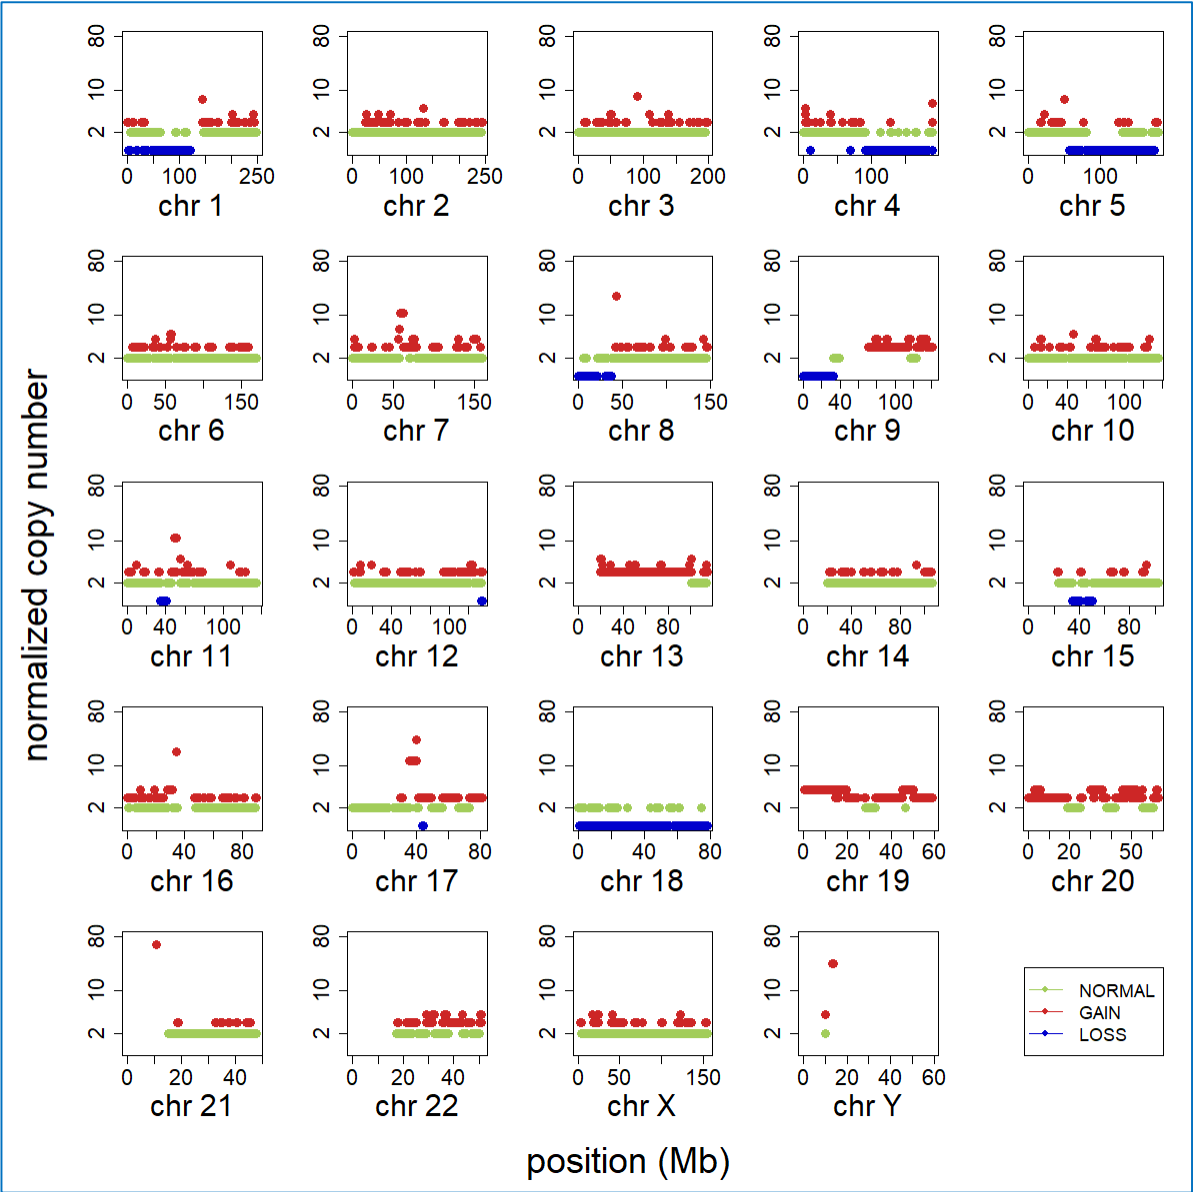 normalized copy number
80
10
2
0 100 250
chr 1
80
10
2
0 100 250
chr 2
80
10
2
0 50 100 200
chr 3
80
10
2
0 100
chr 4
80
10
2
0 100
chr 5
80
10
2
0 50 150
chr 6
80
10
2
0 50 150
chr 7
80
10
2
0 50 150
chr 8
80
10
2
0 40 100
chr 9
80
10
2
0 40 100
chr 10
80
10
2
0 40 100
chr 11
80
10
2
0 40 100
chr 12
80
10
2
0 40 80
chr 13
80
10
2
0 40 80
chr 14
80
10
2
0 40 80
chr 15
80
10
2
0 40 80
chr 16
80
10
2
0 40 80
chr 17
80
10
2
0 20 40 60 80
chr 18
80
10
2
0 20 40 60
chr 19
80
10
2
0 20 50
chr 20
80
10
2
0 20 40
chr 21
80
10
2
0 20 40
chr 22
80
10
2
0 50 150
chr X
80
10
2
0 20 40 60
chr Y
NORMAL
GAIN
LOSS
position (Mb)